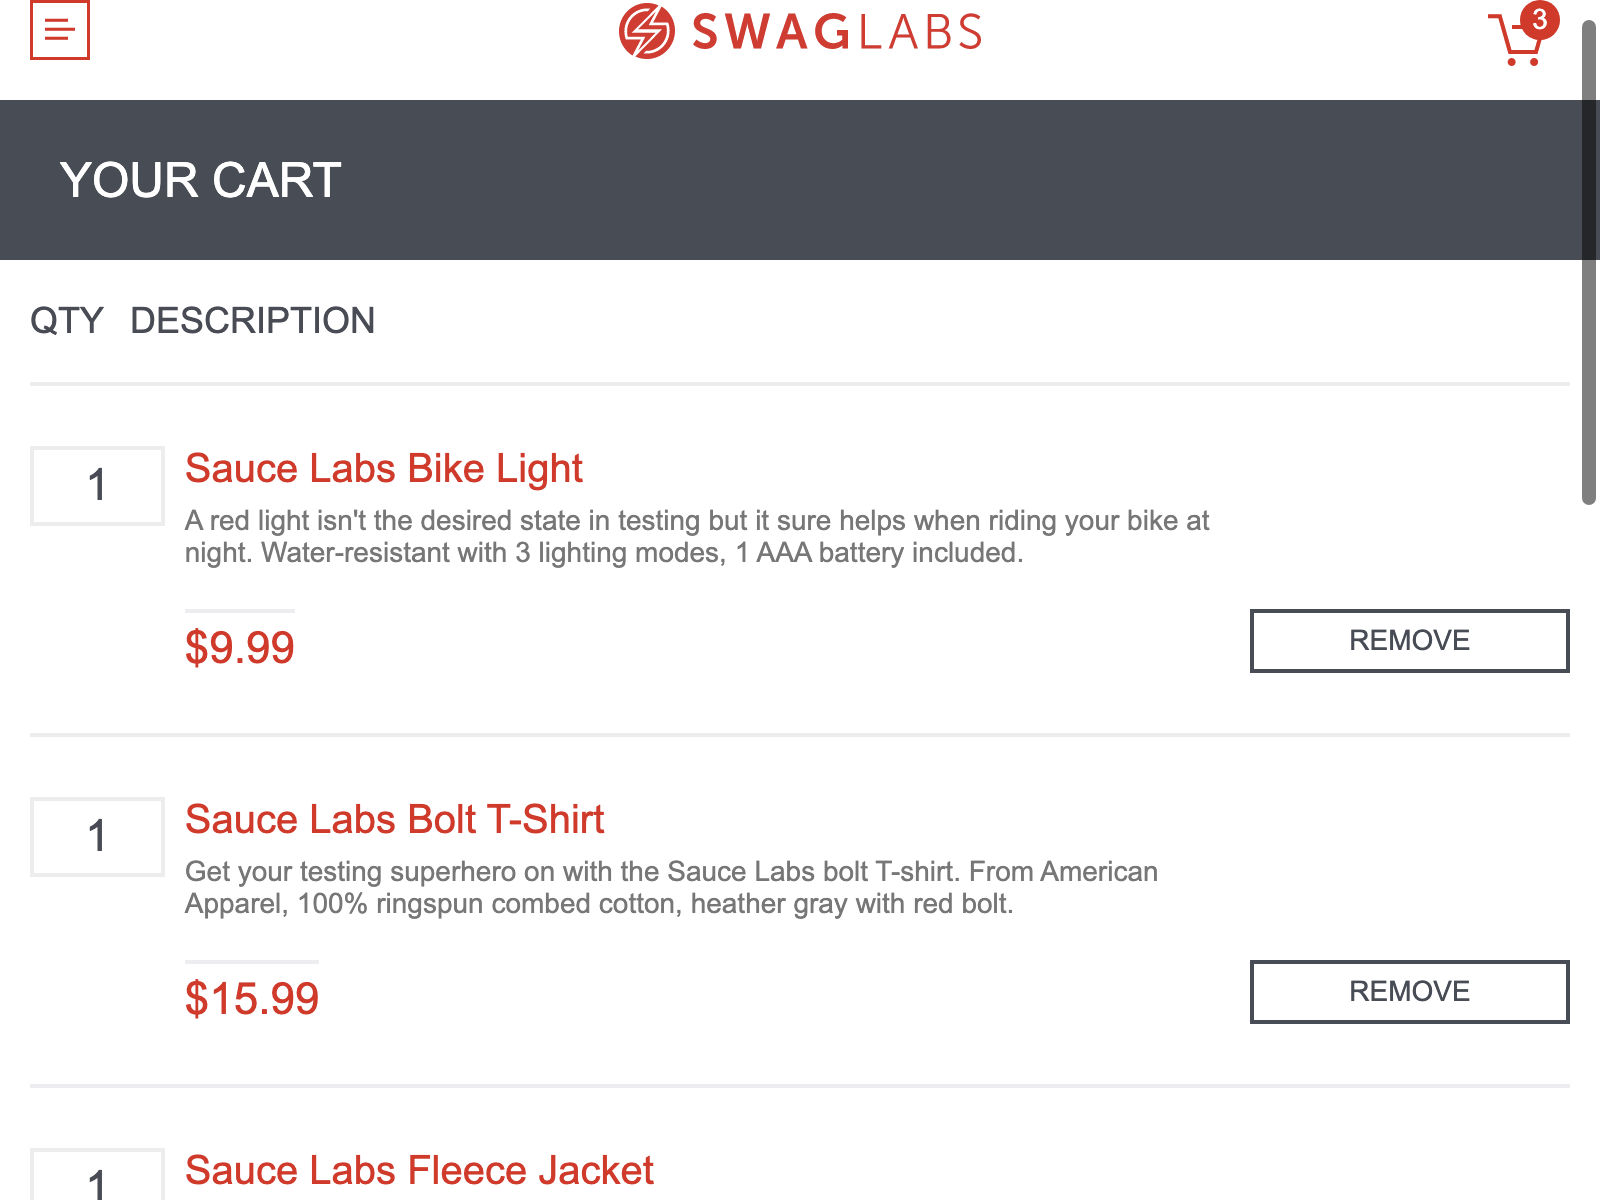 SWAGLABS
3
YOUR CART
QTY DESCRIPTION
1
Sauce Labs Bike Light
A red light isn't the desired state in testing but it sure helps when riding your bike at
night. Water-resistant with 3 lighting modes, 1 AAA battery included.
$9.99
REMOVE
1
Sauce Labs Bolt T-Shirt
Get your testing superhero on with the Sauce Labs bolt T-shirt. From American
Apparel, 100% ringspun combed cotton, heather gray with red bolt.
$15.99
REMOVE
1
Sauce Labs Fleece Jacket